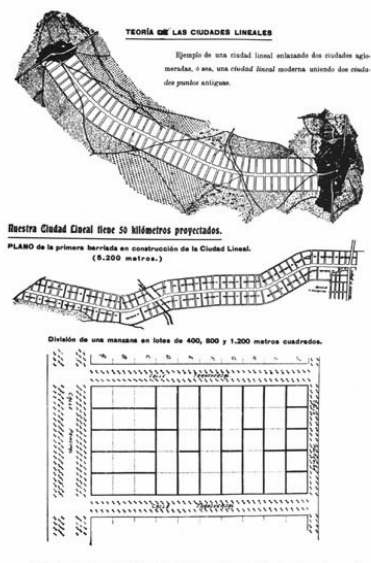 TEORÍA DE LAS CIUDADES LINEALES
Ejemplo de una ciudad lineal enlazando dos ciudades aglo-
meradas, ó sea, una ciudad lineal moderna uniendo dos ciuda-
des puntos antiguas.
Nuestra Ciudad Lineal tiene 50 kilómetros proyectados.
PLANO de la primera barriada en construcción de la Ciudad Lineal.
(5.200 metros.)
División de una manzana en lotes de 400, 800 y 1.200 metros cuadrados.
Calle
Calle